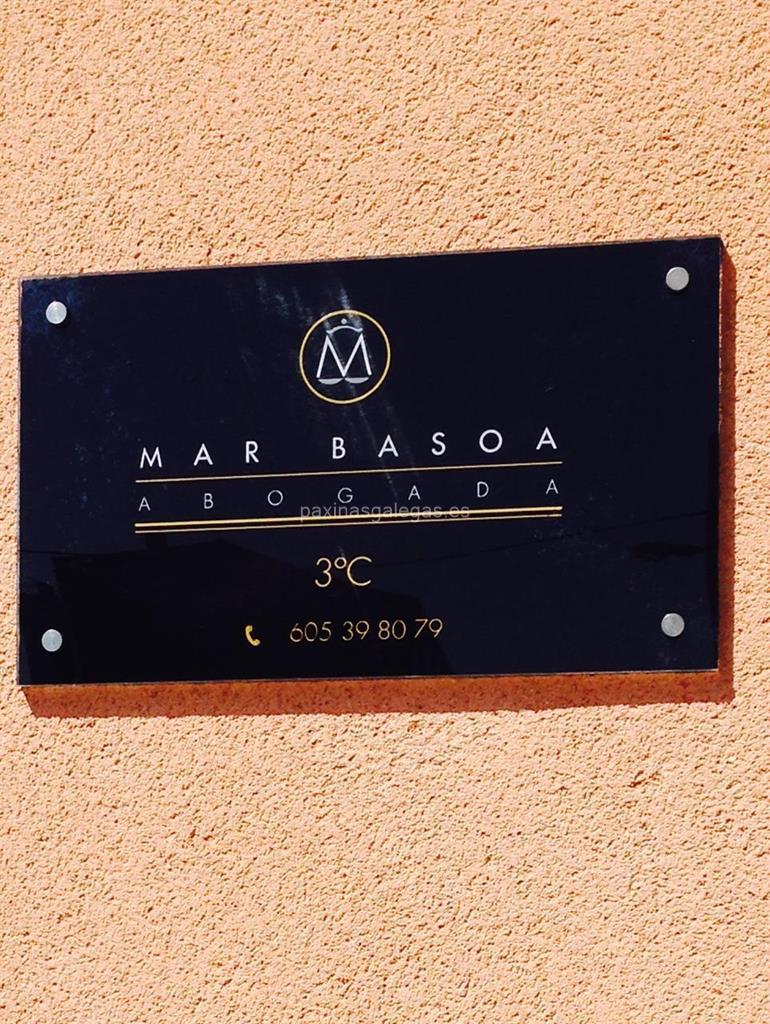 M
MAR BASOA
ABOGADA
paxinasgalegas.es
3ºC
605 39 80 79